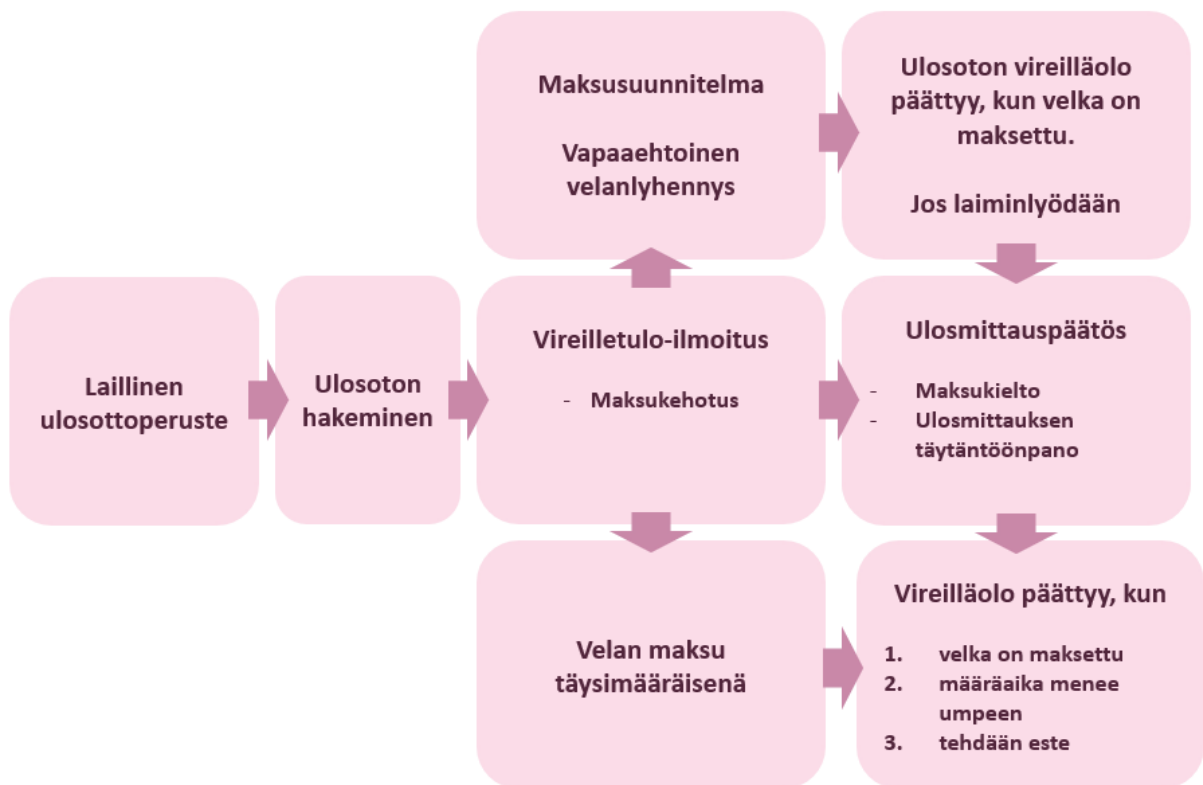 Maksusuunnitelma
Vapaaehtoinen
velanlyhennys
Ulosoton vireilläolo
päättyy, kun velka on
maksettu.
Jos laiminlyödään
Laillinen
ulosottoperuste
Ulosoton
hakeminen
Vireilletulo-ilmoitus
- Maksukehotus
Ulosmittauspäätös
- Maksukielto
- Ulosmittauksen
täytäntöönpano
Velan maksu
täysimääräisenä
Vireilläolo päättyy, kun
1. velka on maksettu
2. määräaika menee
umpeen
3. tehdään este